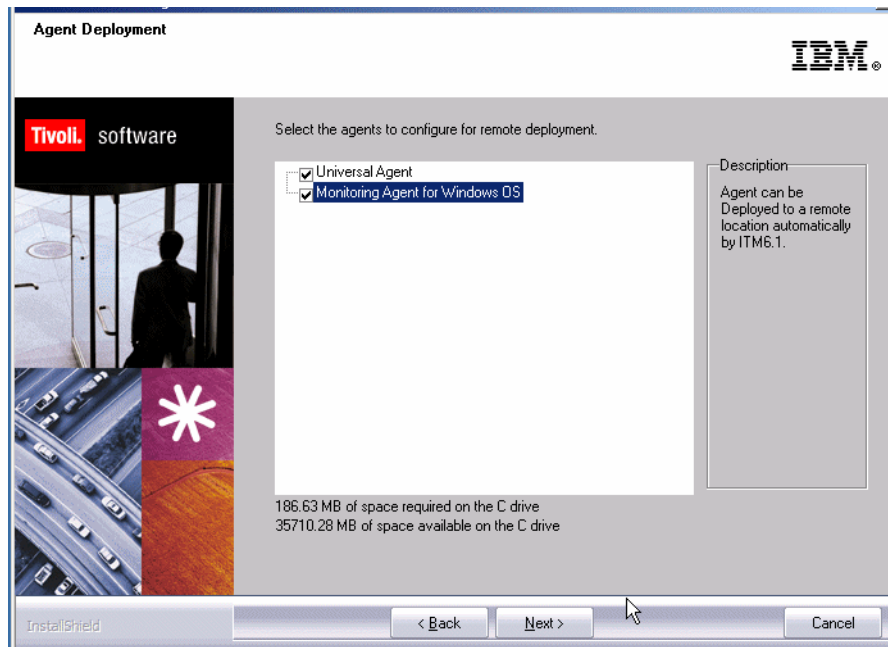 Agent Deployment
IBM®
Tivoli. software
Select the agents to configure for remote deployment.
Universal Agent
Monitoring Agent for Windows OS
Description
Agent can be
Deployed to a remote
location automatically
by ITM6.1.
186.63 MB of space required on the C drive
35710.28 MB of space available on the C drive
InstallShield
< Back
Next >
Cancel